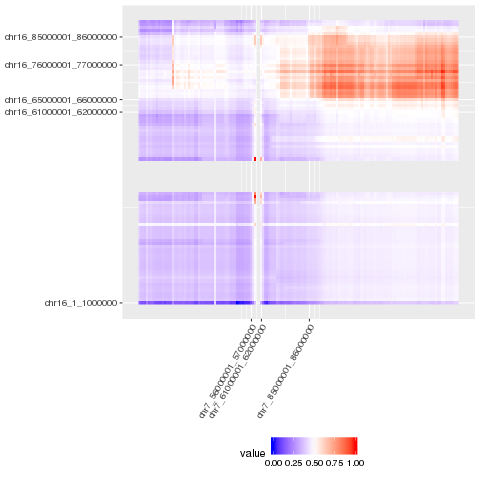 chr16_85000001_86000000
chr16_76000001_77000000
chr16_65000001_66000000
chr16_61000001_62000000
chr16_1_1000000
chr7_56000001_57000000
chr7_61000001_62000000
chr7_85000001_86000000
value
0.00 0.25 0.50 0.75 1.00